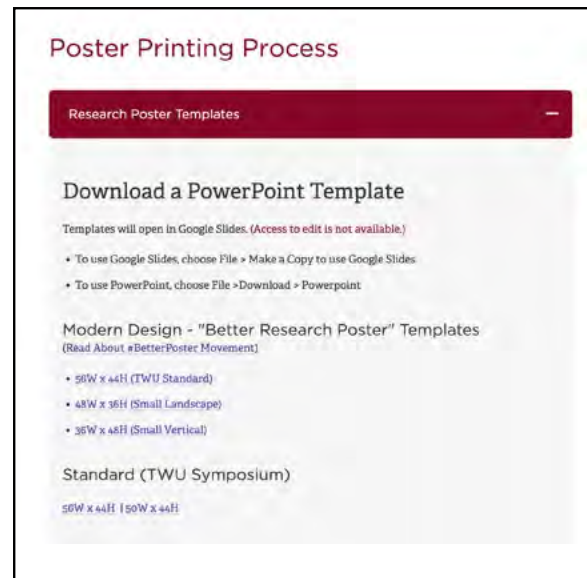 Poster Printing Process
Research Poster Templates
Download a PowerPoint Template
Templates will open in Google Slides. (Access to edit is not available.)
• To use Google Slides, choose File > Make a Copy to use Google Slides
• To use PowerPoint, choose File >Download > Powerpoint
Modern Design - "Better Research Poster" Templates
(Read About #BetterPoster Movement)
• 56W x 44H (TWU Standard)
• 48W x 36H (Small Landscape)
• 36W x 48H (Small Vertical)
Standard (TWU Symposium)
56W x 44H | 50W x 44H